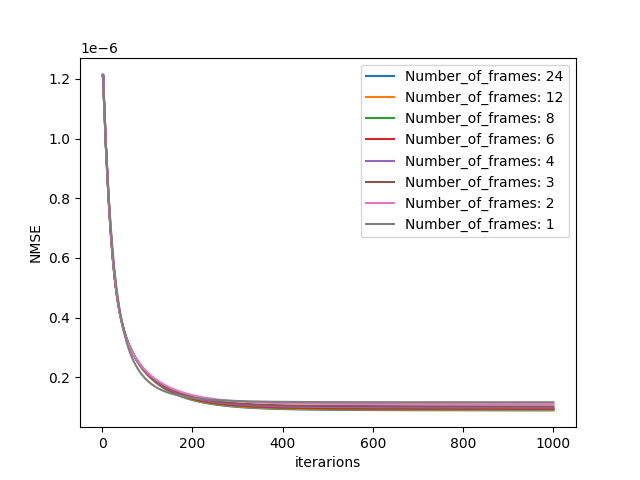 1e−6
1.2
1.0
0.8
0.6
0.4
0.2
NMSE
0 200 400 600 800 1000
iterarions
Number_of_frames: 24
Number_of_frames: 12
Number_of_frames: 8
Number_of_frames: 6
Number_of_frames: 4
Number_of_frames: 3
Number_of_frames: 2
Number_of_frames: 1